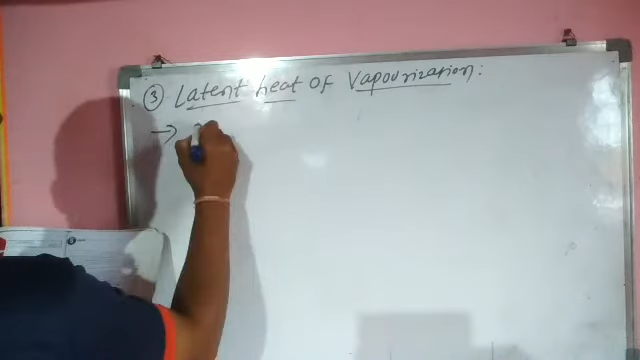 ③ Latent heat of Vapourization:
→